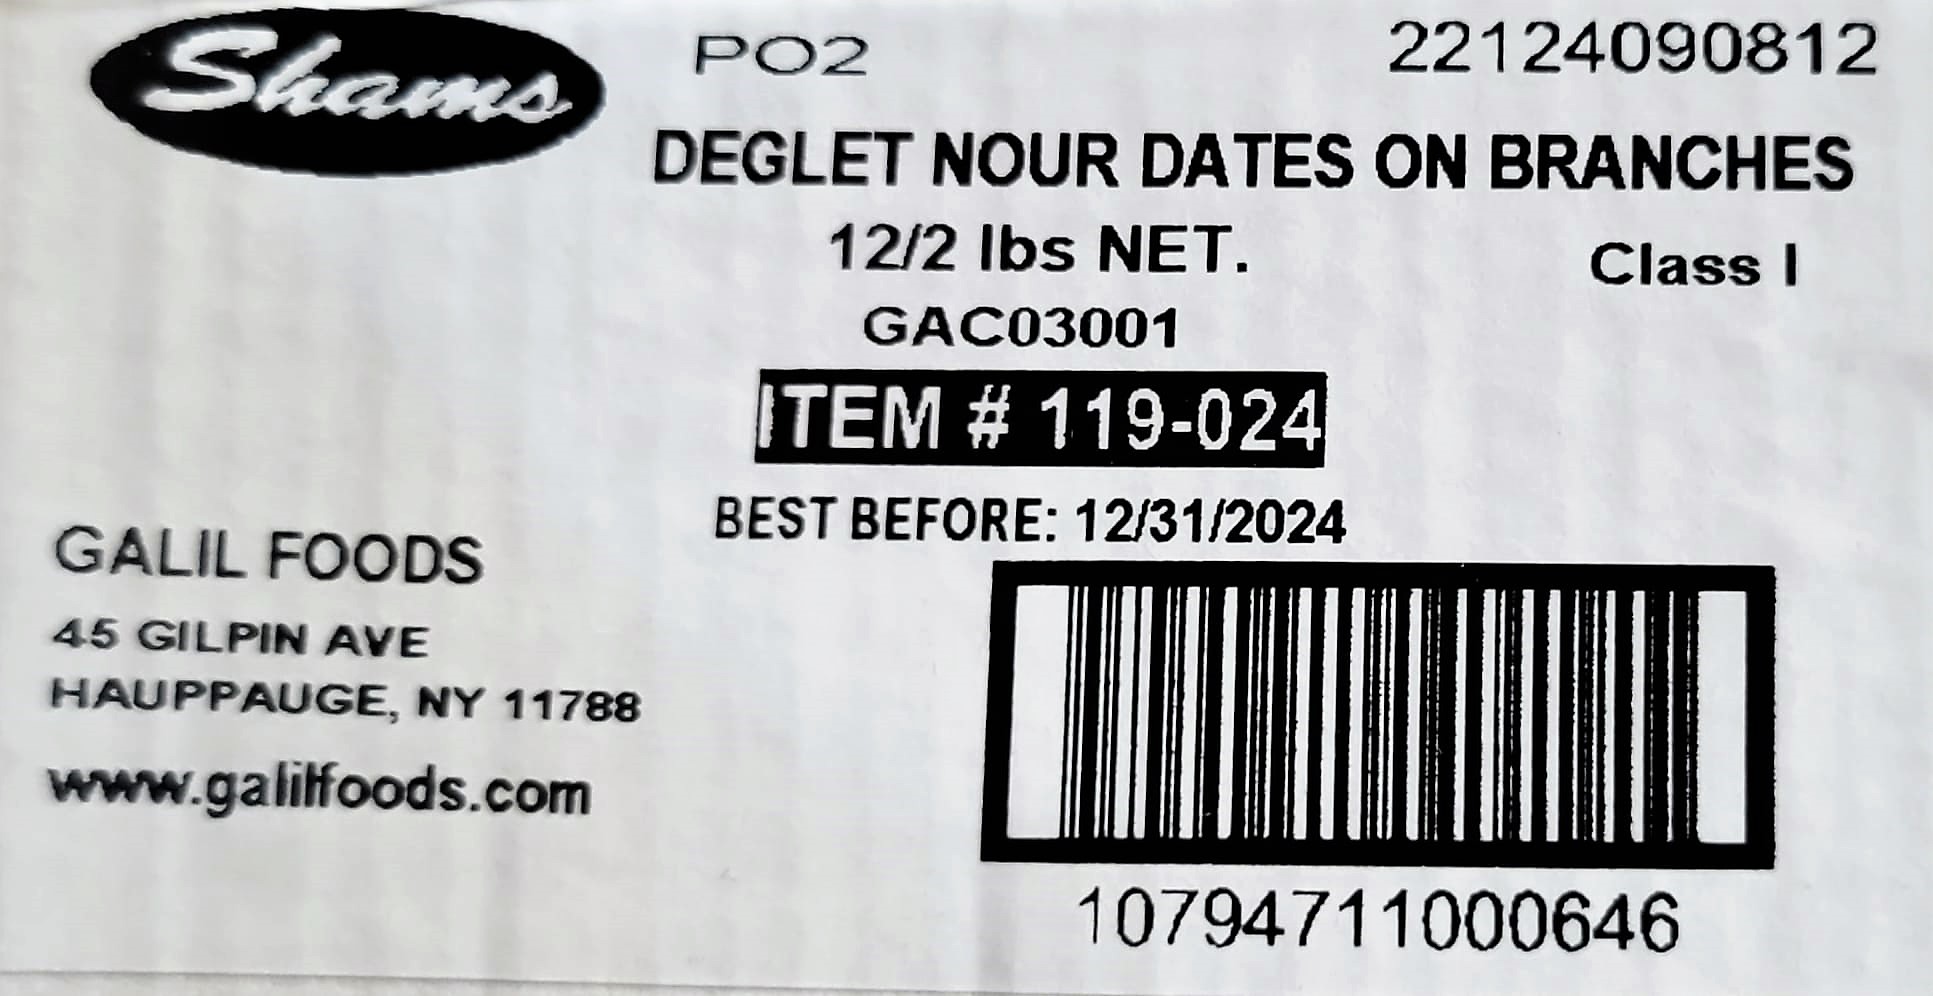 Shams
PO2
22124090812
DEGLET NOUR DATES ON BRANCHES
12/2 lbs NET.
Class I
GAC03001
ITEM # 119-024
BEST BEFORE: 12/31/2024
GALIL FOODS
45 GILPIN AVE
HAUPPAUGE, NY 11788
www.galilfoods.com
10794711000646